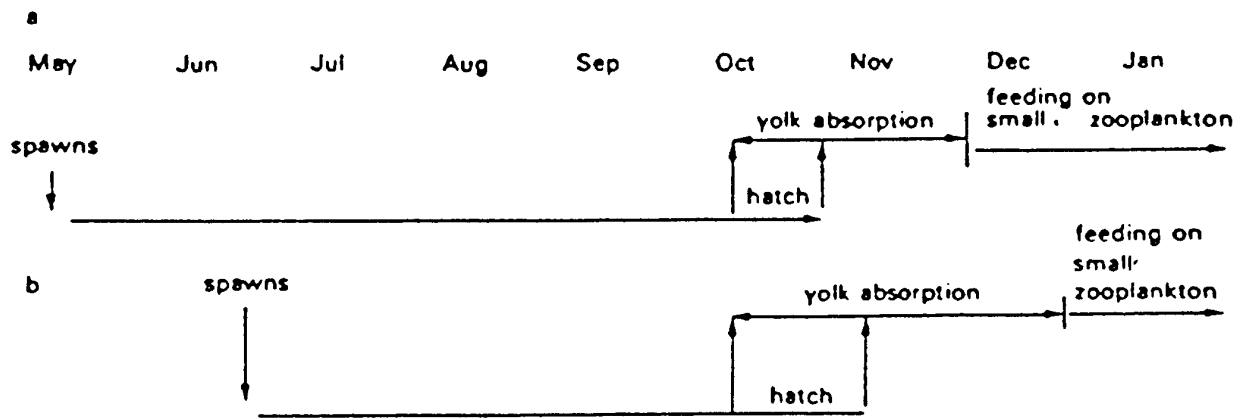 a
May Jun Jul Aug Sep Oct Nov Dec Jan
feeding on
yolk absorption small. zooplankton
spawns
hatch
feeding on
small
b spawns yolk absorption zooplankton
hatch